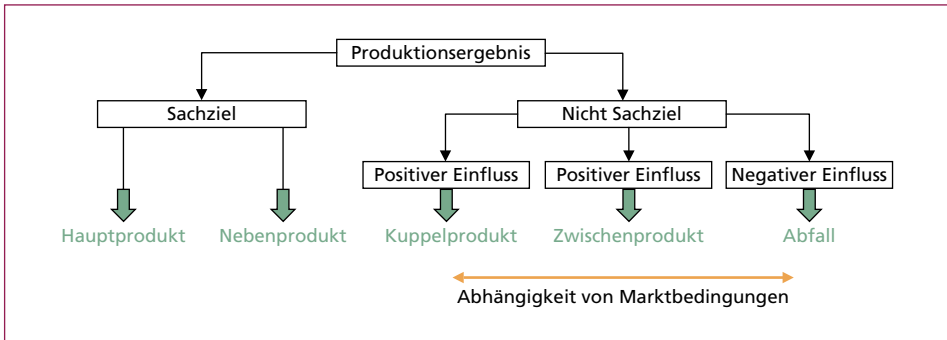 Produktionsergebnis
Sachziel
Nicht Sachziel
Positiver Einfluss
Positiver Einfluss
Negativer Einfluss
Hauptprodukt
Nebenprodukt
Kuppelprodukt
Zwischenprodukt
Abfall
Abhängigkeit von Marktbedingungen